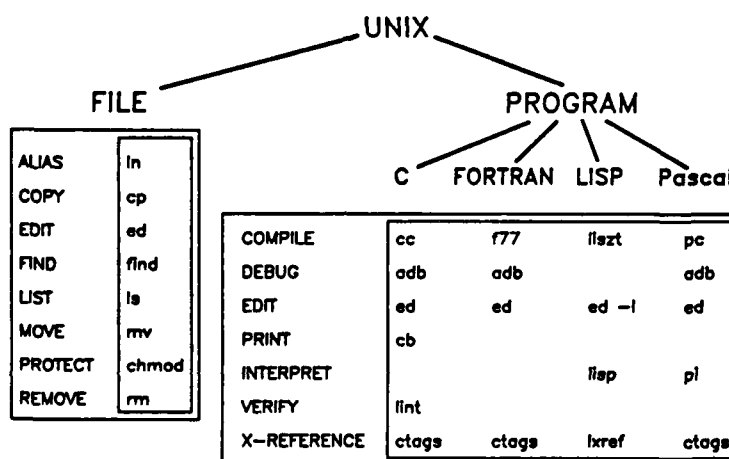 UNIX
FILE
PROGRAM
C FORTRAN LISP Pascal
ALIAS ln
COPY cp
EDIT ed
FIND find
LIST ls
MOVE mv
PROTECT chmod
REMOVE rm
COMPILE cc f77 liszt pc
DEBUG adb adb adb
EDIT ed ed ed -l ed
PRINT cb
INTERPRET lisp pi
VERIFY lint
X-REFERENCE ctags ctags lxref ctags